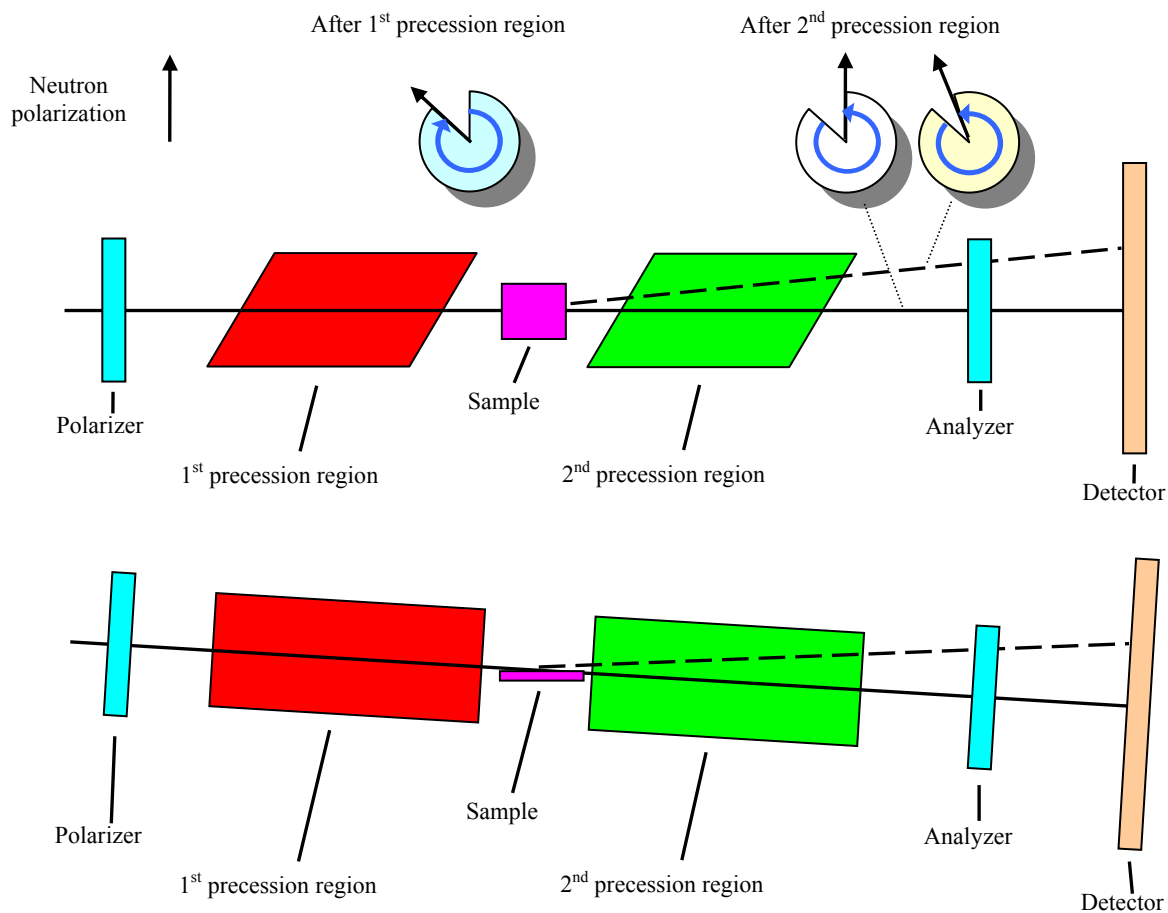 After 1st precession region
After 2nd precession region
Neutron
polarization
Polarizer
Sample
Analyzer
1st precession region
2nd precession region
Detector
Polarizer
Sample
Analyzer
1st precession region
2nd precession region
Detector